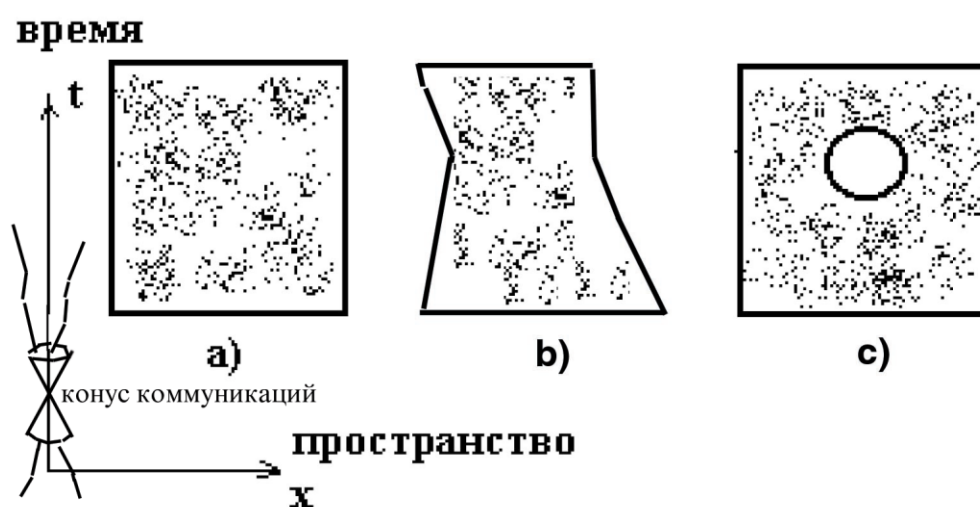 время
t
a)
b)
c)
конус коммуникаций
пространство
x